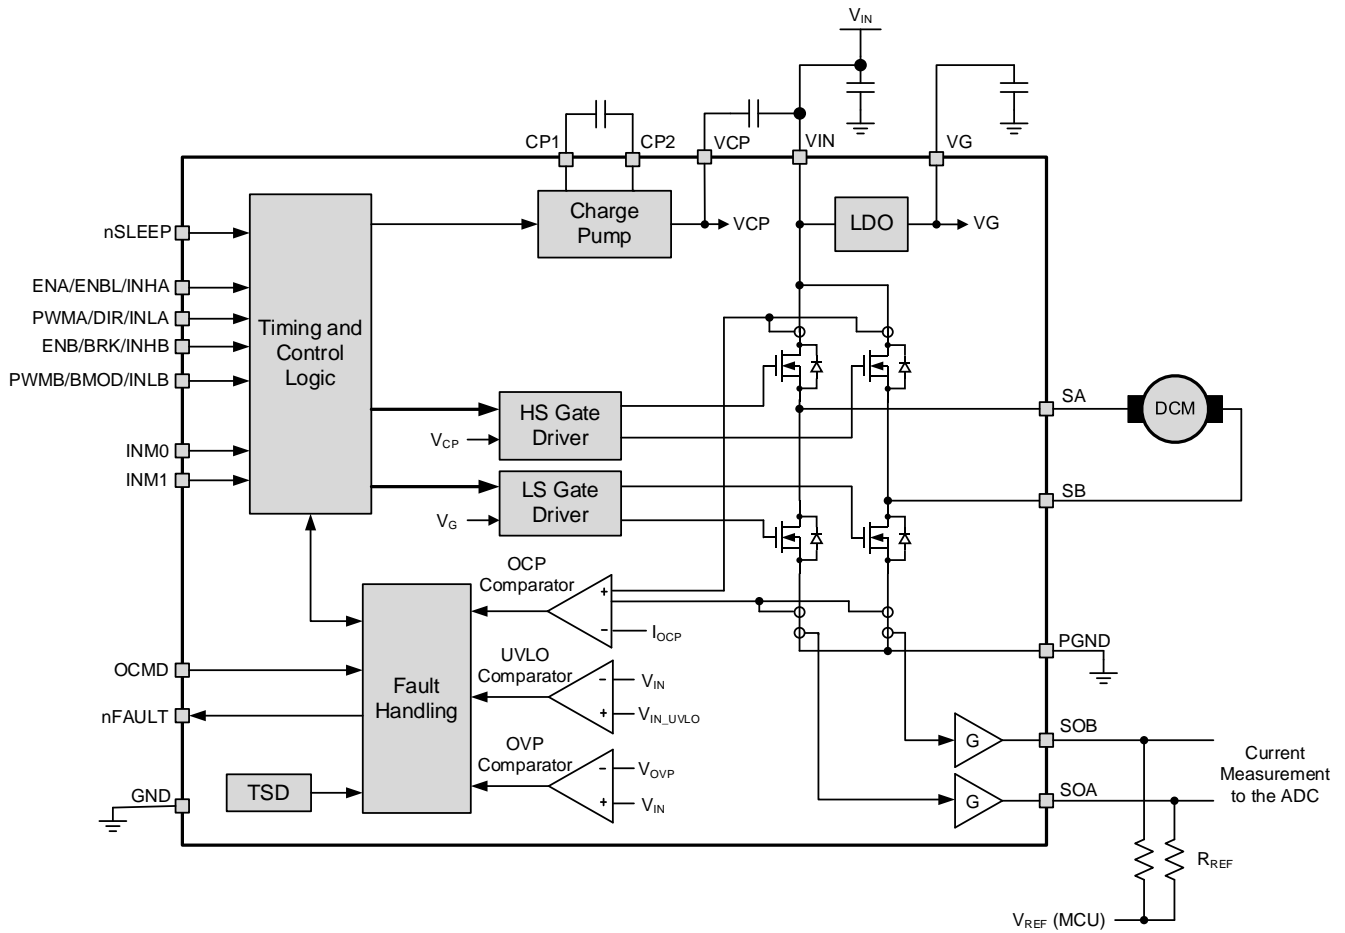 VIN
CP1
CP2
VCP
VIN
VG
Charge
Pump
VCP
LDO
VG
nSLEEP
ENA/ENBL/INHA
PWMA/DIR/INLA
ENB/BRK/INHB
PWMB/BMOD/INLB
INM0
INM1
Timing and
Control
Logic
HS Gate
Driver
VCP
LS Gate
Driver
VG
SA
DCM
SB
OCP
Comparator
+
−
IOCP
UVLO
Comparator
−
+
VIN
VIN_UVLO
OVP
Comparator
−
+
VOVP
VIN
Fault
Handling
OCMD
nFAULT
TSD
GND
PGND
G
SOB
G
SOA
Current
Measurement
to the ADC
RREF
VREF (MCU)